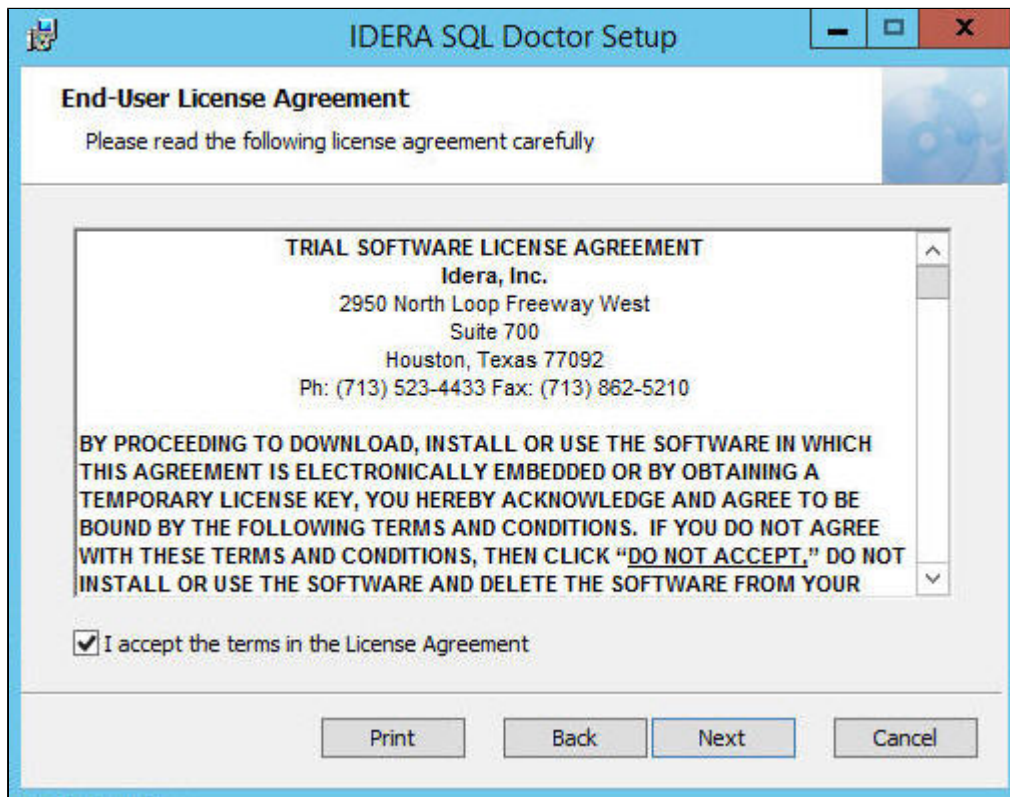 IDERA SQL Doctor Setup
End-User License Agreement
Please read the following license agreement carefully
TRIAL SOFTWARE LICENSE AGREEMENT
Idera, Inc.
2950 North Loop Freeway West
Suite 700
Houston, Texas 77092
Ph: (713) 523-4433 Fax: (713) 862-5210
BY PROCEEDING TO DOWNLOAD, INSTALL OR USE THE SOFTWARE IN WHICH
THIS AGREEMENT IS ELECTRONICALLY EMBEDDED OR BY OBTAINING A
TEMPORARY LICENSE KEY, YOU HEREBY ACKNOWLEDGE AND AGREE TO BE
BOUND BY THE FOLLOWING TERMS AND CONDITIONS.  IF YOU DO NOT AGREE
WITH THESE TERMS AND CONDITIONS, THEN CLICK “DO NOT ACCEPT,” DO NOT
INSTALL OR USE THE SOFTWARE AND DELETE THE SOFTWARE FROM YOUR
I accept the terms in the License Agreement
Print Back Next Cancel